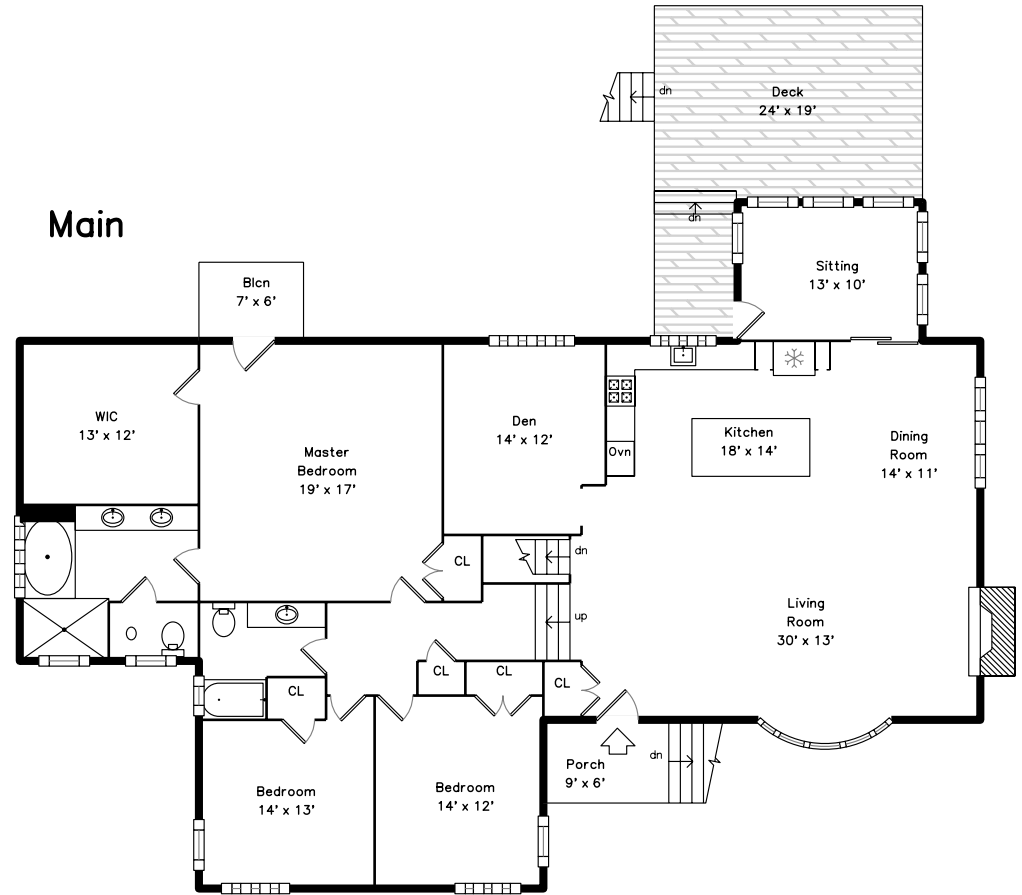 Deck
24' x 19'
dn
dn
Main
Sitting
13' x 10'
Blcn
7' x 6'
WIC
13' x 12'
Master
Bedroom
19' x 17'
Den
14' x 12'
Ovn
Kitchen
18' x 14'
Dining
Room
14' x 11'
CL
dn
up
Living
Room
30' x 13'
CL
CL
CL
CL
Bedroom
14' x 13'
Bedroom
14' x 12'
Porch
9' x 6'
dn